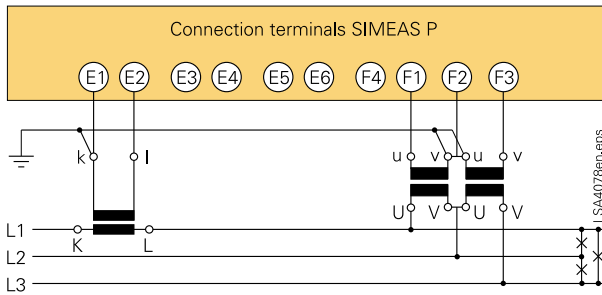 Connection terminals SIMEAS P
E1 E2 E3 E4 E5 E6 F4 F1 F2 F3
k l u v u v
U V U V
L1 K L
L2
L3
LSA4078en.eps